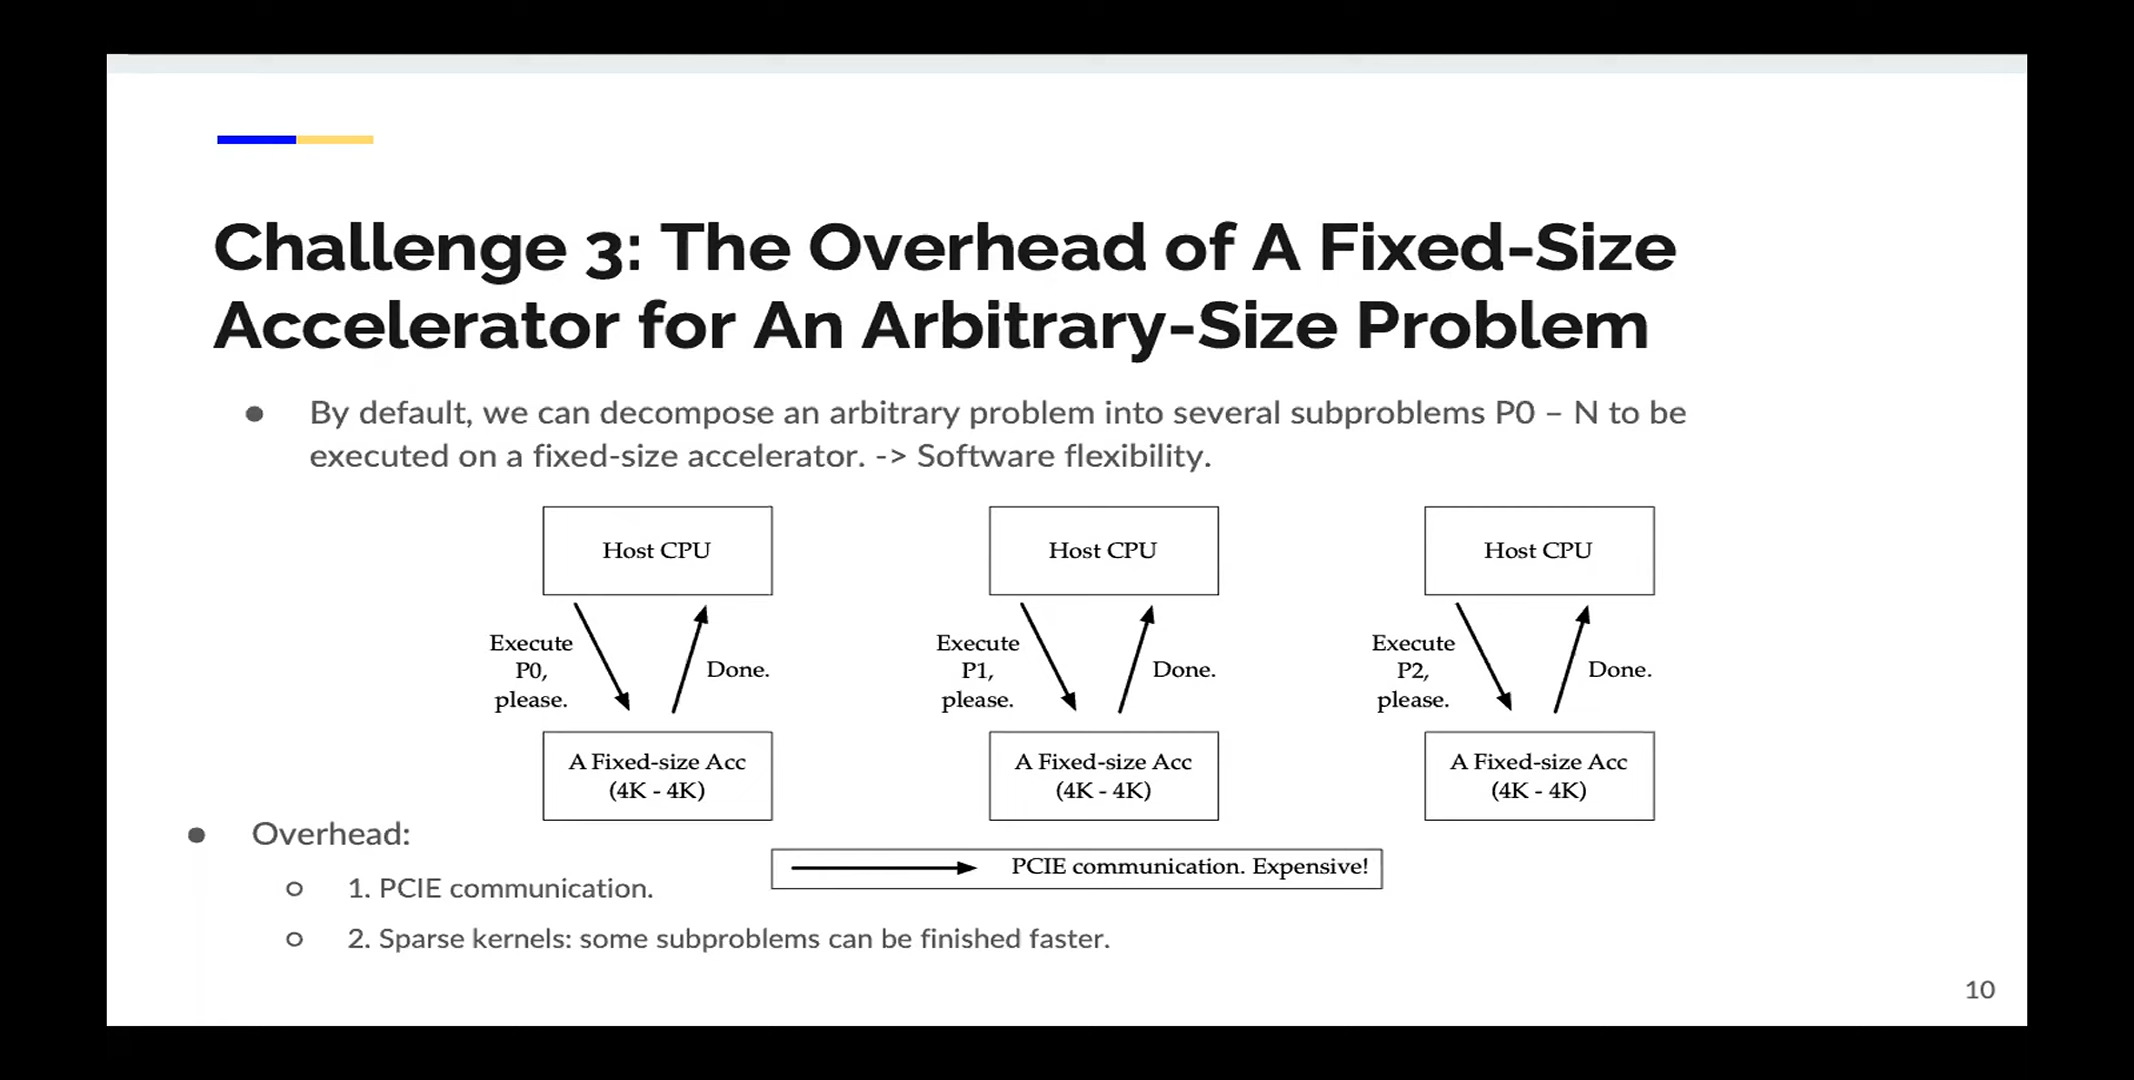 Challenge 3: The Overhead of A Fixed-Size
Accelerator for An Arbitrary-Size Problem
● By default, we can decompose an arbitrary problem into several subproblems P0 – N to be
executed on a fixed-size accelerator. -> Software flexibility.
Host CPU
Execute
P0,
please.
Done.
A Fixed-size Acc
(4K - 4K)
Host CPU
Execute
P1,
please.
Done.
A Fixed-size Acc
(4K - 4K)
Host CPU
Execute
P2,
please.
Done.
A Fixed-size Acc
(4K - 4K)
PCIE communication. Expensive!
● Overhead:
○ 1. PCIE communication.
○ 2. Sparse kernels: some subproblems can be finished faster.
10